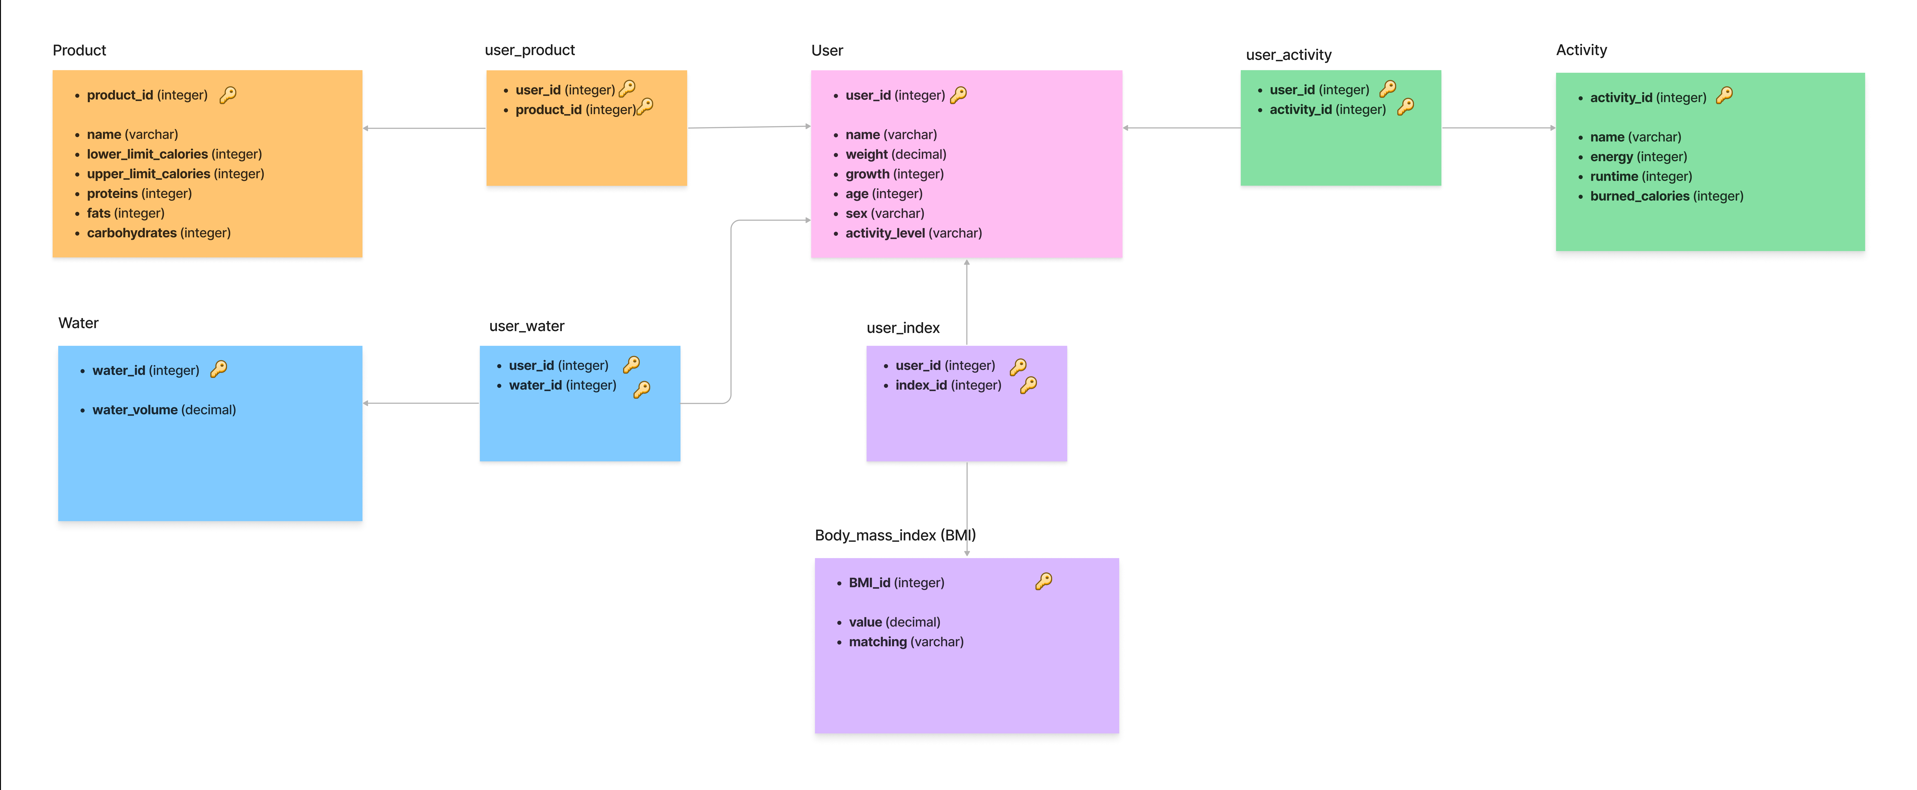 Product
• product_id (integer)
• name (varchar)
• lower_limit_calories (integer)
• upper_limit_calories (integer)
• proteins (integer)
• fats (integer)
• carbohydrates (integer)
user_product
• user_id (integer)
• product_id (integer)
User
• user_id (integer)
• name (varchar)
• weight (decimal)
• growth (integer)
• age (integer)
• sex (varchar)
• activity_level (varchar)
user_activity
• user_id (integer)
• activity_id (integer)
Activity
• activity_id (integer)
• name (varchar)
• energy (integer)
• runtime (integer)
• burned_calories (integer)
Water
• water_id (integer)
• water_volume (decimal)
user_water
• user_id (integer)
• water_id (integer)
user_index
• user_id (integer)
• index_id (integer)
Body_mass_index (BMI)
• BMI_id (integer)
• value (decimal)
• matching (varchar)